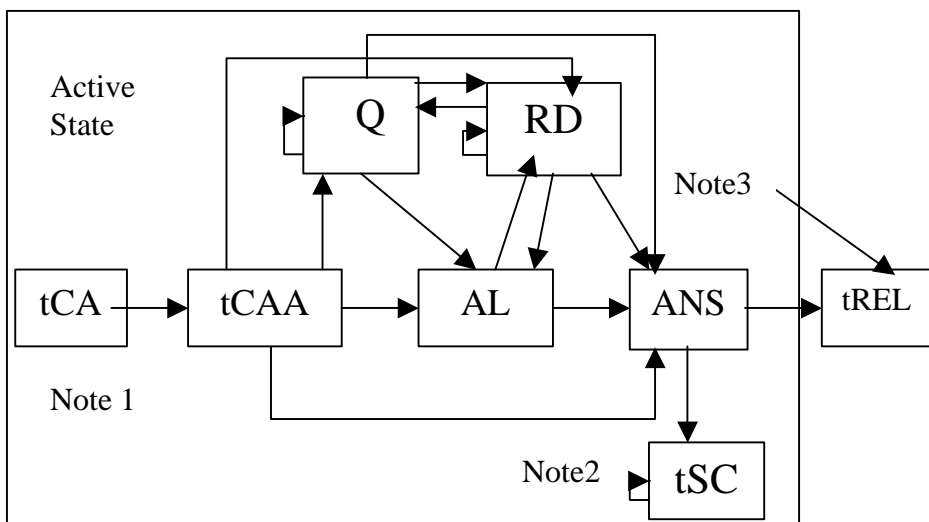 Active
State
Q
RD
Note3
tCA
tCAA
AL
ANS
tREL
Note 1
Note2
tSC